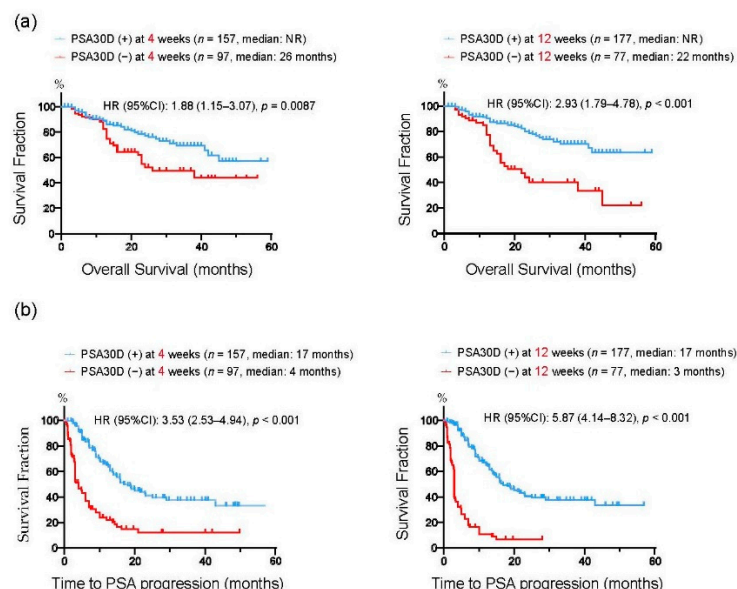 (a)
PSA30D (+) at 4 weeks (n = 157, median: NR)
PSA30D (−) at 4 weeks (n = 97, median: 26 months)
%
HR (95%CI): 1.88 (1.15–3.07), p = 0.0087
100
80
60
40
20
0
0 20 40 60
Survival Fraction
Overall Survival (months)
PSA30D (+) at 12 weeks (n = 177, median: NR)
PSA30D (−) at 12 weeks (n = 77, median: 22 months)
%
HR (95%CI): 2.93 (1.79–4.78), p < 0.001
100
80
60
40
20
0
0 20 40 60
Survival Fraction
Overall Survival (months)
(b)
PSA30D (+) at 4 weeks (n = 157, median: 17 months)
PSA30D (−) at 4 weeks (n = 97, median: 4 months)
%
HR (95%CI): 3.53 (2.53–4.94), p < 0.001
100
80
60
40
20
0
0 20 40 60
Survival Fraction
Time to PSA progression (months)
PSA30D (+) at 12 weeks (n = 177, median: 17 months)
PSA30D (−) at 12 weeks (n = 77, median: 3 months)
%
HR (95%CI): 5.87 (4.14–8.32), p < 0.001
100
80
60
40
20
0
0 20 40 60
Survival Fraction
Time to PSA progression (months)